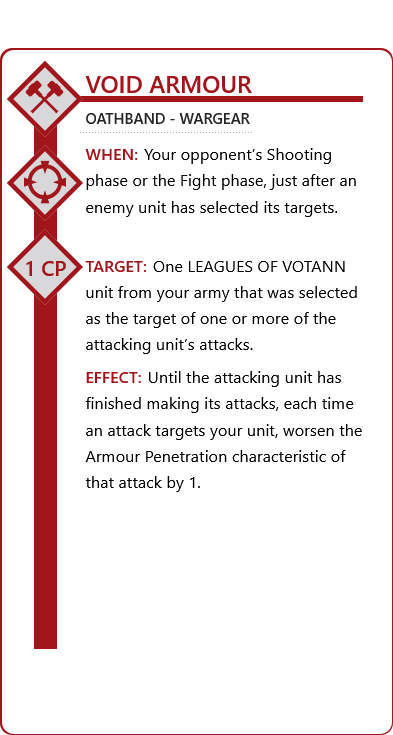 VOID ARMOUR
OATHBAND - WARGEAR
WHEN: Your opponent’s Shooting
phase or the Fight phase, just after an
enemy unit has selected its targets.
1 CP
TARGET: One LEAGUES OF VOTANN
unit from your army that was selected
as the target of one or more of the
attacking unit’s attacks.
EFFECT: Until the attacking unit has
finished making its attacks, each time
an attack targets your unit, worsen the
Armour Penetration characteristic of
that attack by 1.